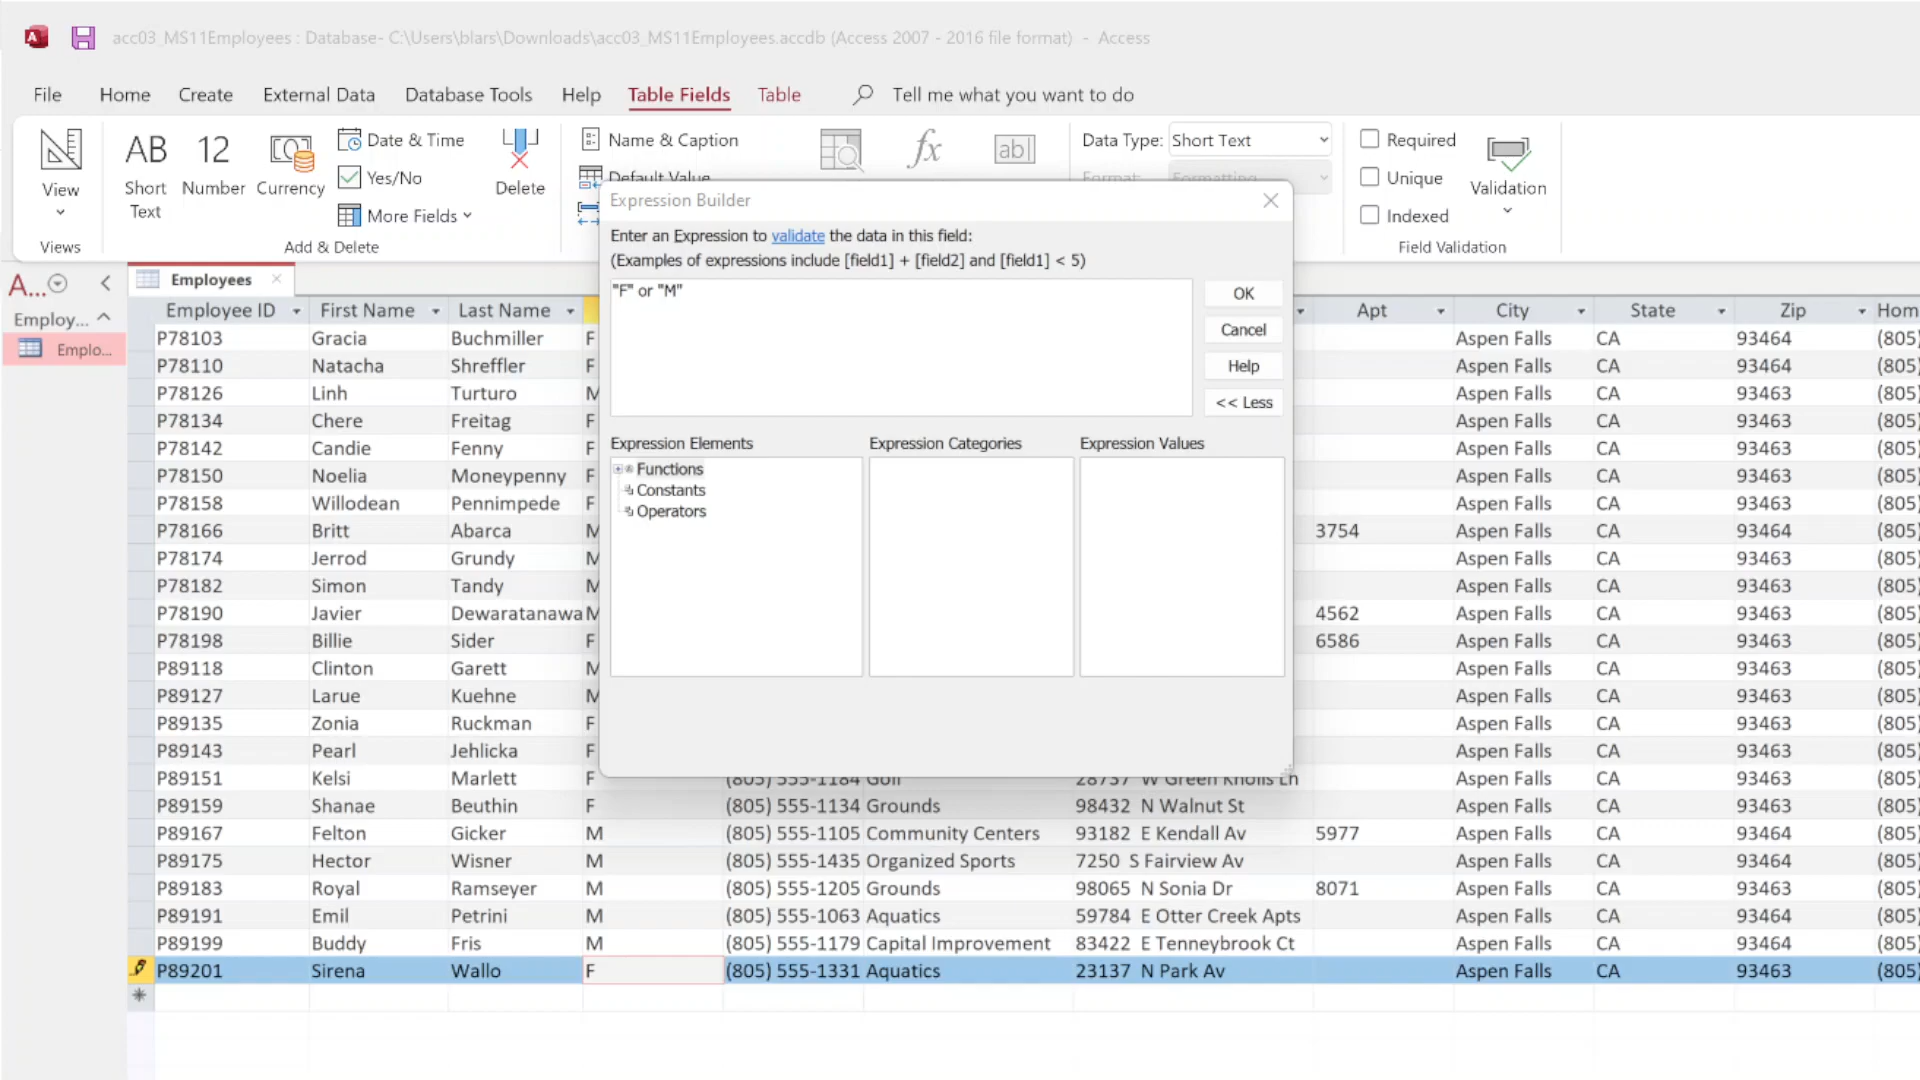 acc03_MS11Employees : Database- C:\Users\blars\Downloads\acc03_MS11Employees.accdb (Access 2007 - 2016 file format) - Access
File Home Create External Data Database Tools Help Table Fields Table Tell me what you want to do
AB Short Text
12 Number
Currency
Date & Time
Yes/No
More Fields
Delete
Name & Caption
Default Value
fx
ab
Data Type: Short Text
Format: Formatting
Required
Unique
Indexed
Validation
View
Views
Add & Delete
Field Validation
Expression Builder
Enter an Expression to validate the data in this field:
(Examples of expressions include [field1] + [field2] and [field1] < 5)
"F" or "M"
OK
Cancel
Help
<< Less
Expression Elements Expression Categories Expression Values
Functions
Constants
Operators
A...
Employ...
Emplo...
Employees
Employee ID First Name Last Name Apt City State Zip Hom
P78103 Gracia Buchmiller F Aspen Falls CA 93464 (805)
P78110 Natacha Shreffler F Aspen Falls CA 93464 (805)
P78126 Linh Turturo M Aspen Falls CA 93463 (805)
P78134 Chere Freitag F Aspen Falls CA 93464 (805)
P78142 Candie Fenny F Aspen Falls CA 93464 (805)
P78150 Noelia Moneypenny F Aspen Falls CA 93463 (805)
P78158 Willodean Pennimpede F Aspen Falls CA 93463 (805)
P78166 Britt Abarca M 3754 Aspen Falls CA 93464 (805)
P78174 Jerrod Grundy M Aspen Falls CA 93463 (805)
P78182 Simon Tandy M Aspen Falls CA 93463 (805)
P78190 Javier Dewaratanawa M 4562 Aspen Falls CA 93463 (805)
P78198 Billie Sider F 6586 Aspen Falls CA 93463 (805)
P89118 Clinton Garett M Aspen Falls CA 93463 (805)
P89127 Larue Kuehne M Aspen Falls CA 93463 (805)
P89135 Zonia Ruckman F Aspen Falls CA 93463 (805)
P89143 Pearl Jehlicka F Aspen Falls CA 93463 (805)
P89151 Kelsi Marlett F (805) 555-1184 Golf 28737 W Green Knolls Ln Aspen Falls CA 93463 (805)
P89159 Shanae Beuthin F (805) 555-1134 Grounds 98432 N Walnut St Aspen Falls CA 93463 (805)
P89167 Felton Gicker M (805) 555-1105 Community Centers 93182 E Kendall Av 5977 Aspen Falls CA 93464 (805)
P89175 Hector Wisner M (805) 555-1435 Organized Sports 7250 S Fairview Av Aspen Falls CA 93464 (805)
P89183 Royal Ramseyer M (805) 555-1205 Grounds 98065 N Sonia Dr 8071 Aspen Falls CA 93463 (805)
P89191 Emil Petrini M (805) 555-1063 Aquatics 59784 E Otter Creek Apts Aspen Falls CA 93464 (805)
P89199 Buddy Fris M (805) 555-1179 Capital Improvement 83422 E Tenneybrook Ct Aspen Falls CA 93464 (805)
P89201 Sirena Wallo F (805) 555-1331 Aquatics 23137 N Park Av Aspen Falls CA 93463 (805)